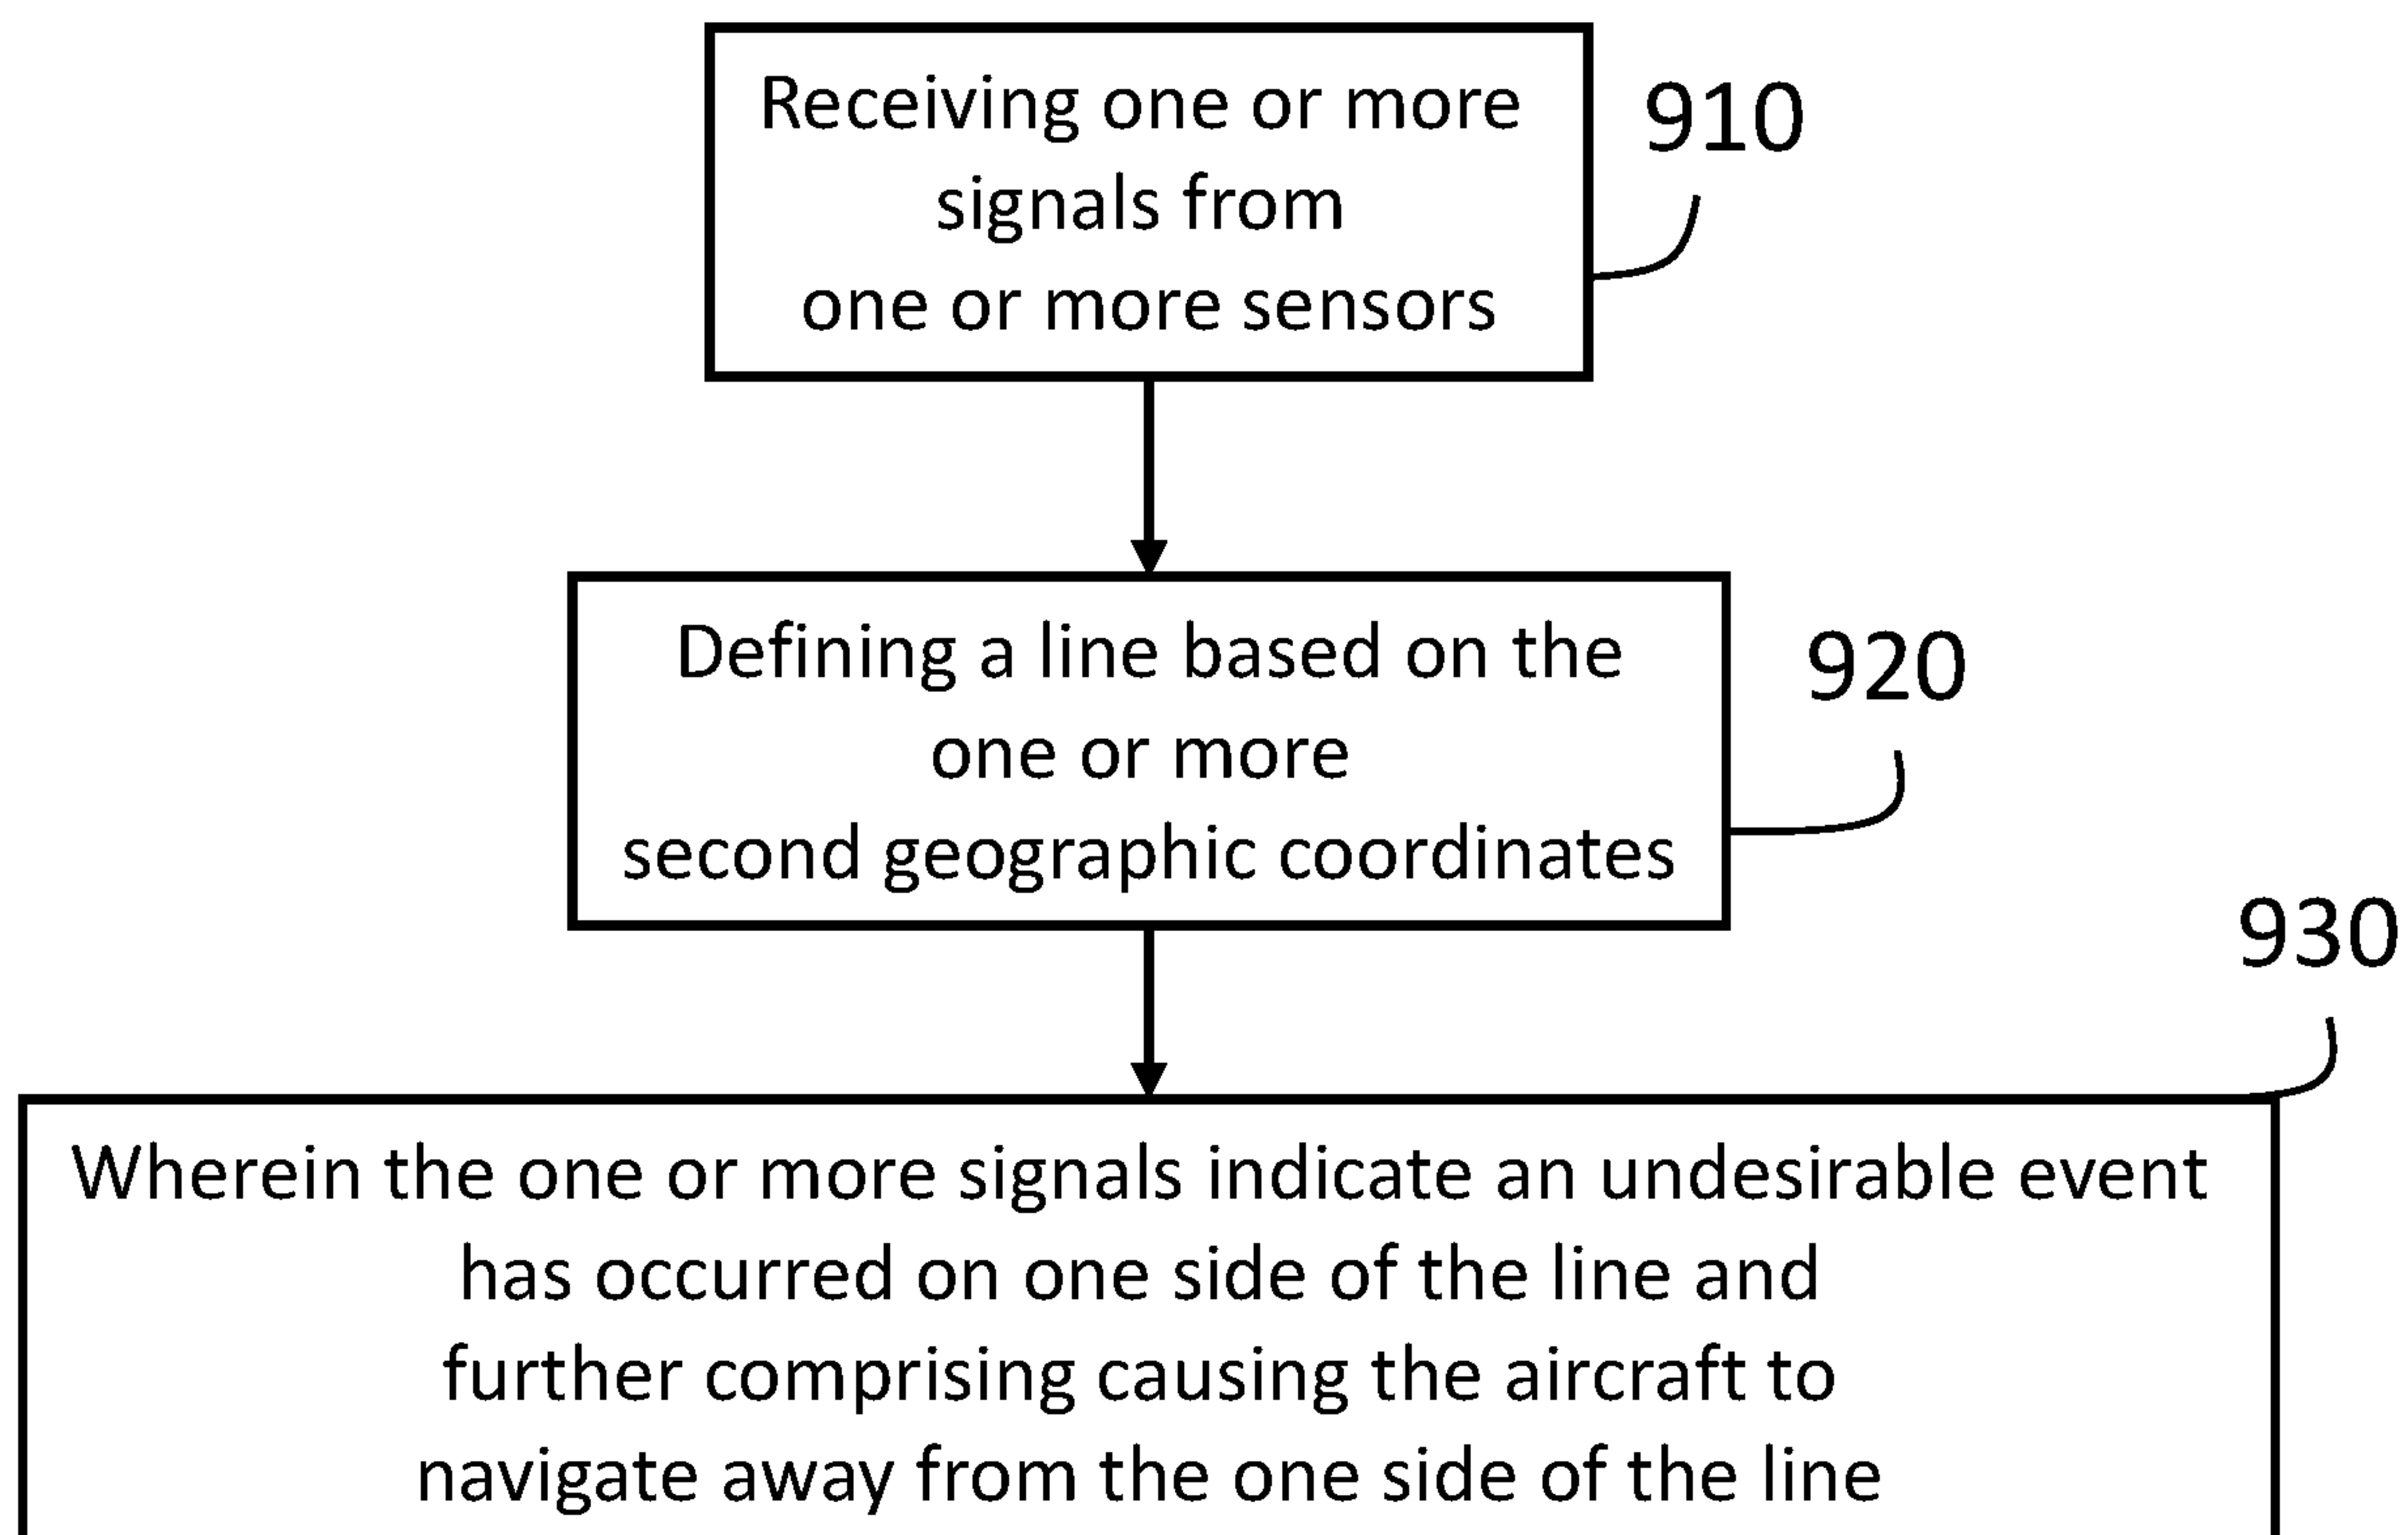 Receiving one or more
signals from
one or more sensors
910
Defining a line based on the
one or more
second geographic coordinates
920
930
Wherein the one or more signals indicate an undesirable event
has occurred on one side of the line and
further comprising causing the aircraft to
navigate away from the one side of the line